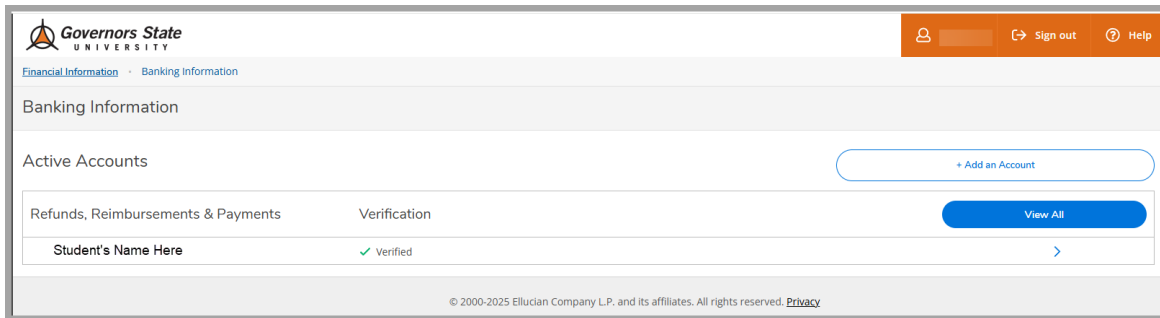 Governors State
UNIVERSITY
Sign out
Help
Financial Information · Banking Information
Banking Information
Active Accounts
+ Add an Account
Refunds, Reimbursements & Payments
Verification
View All
Student's Name Here
Verified
© 2000-2025 Ellucian Company L.P. and its affiliates. All rights reserved. Privacy